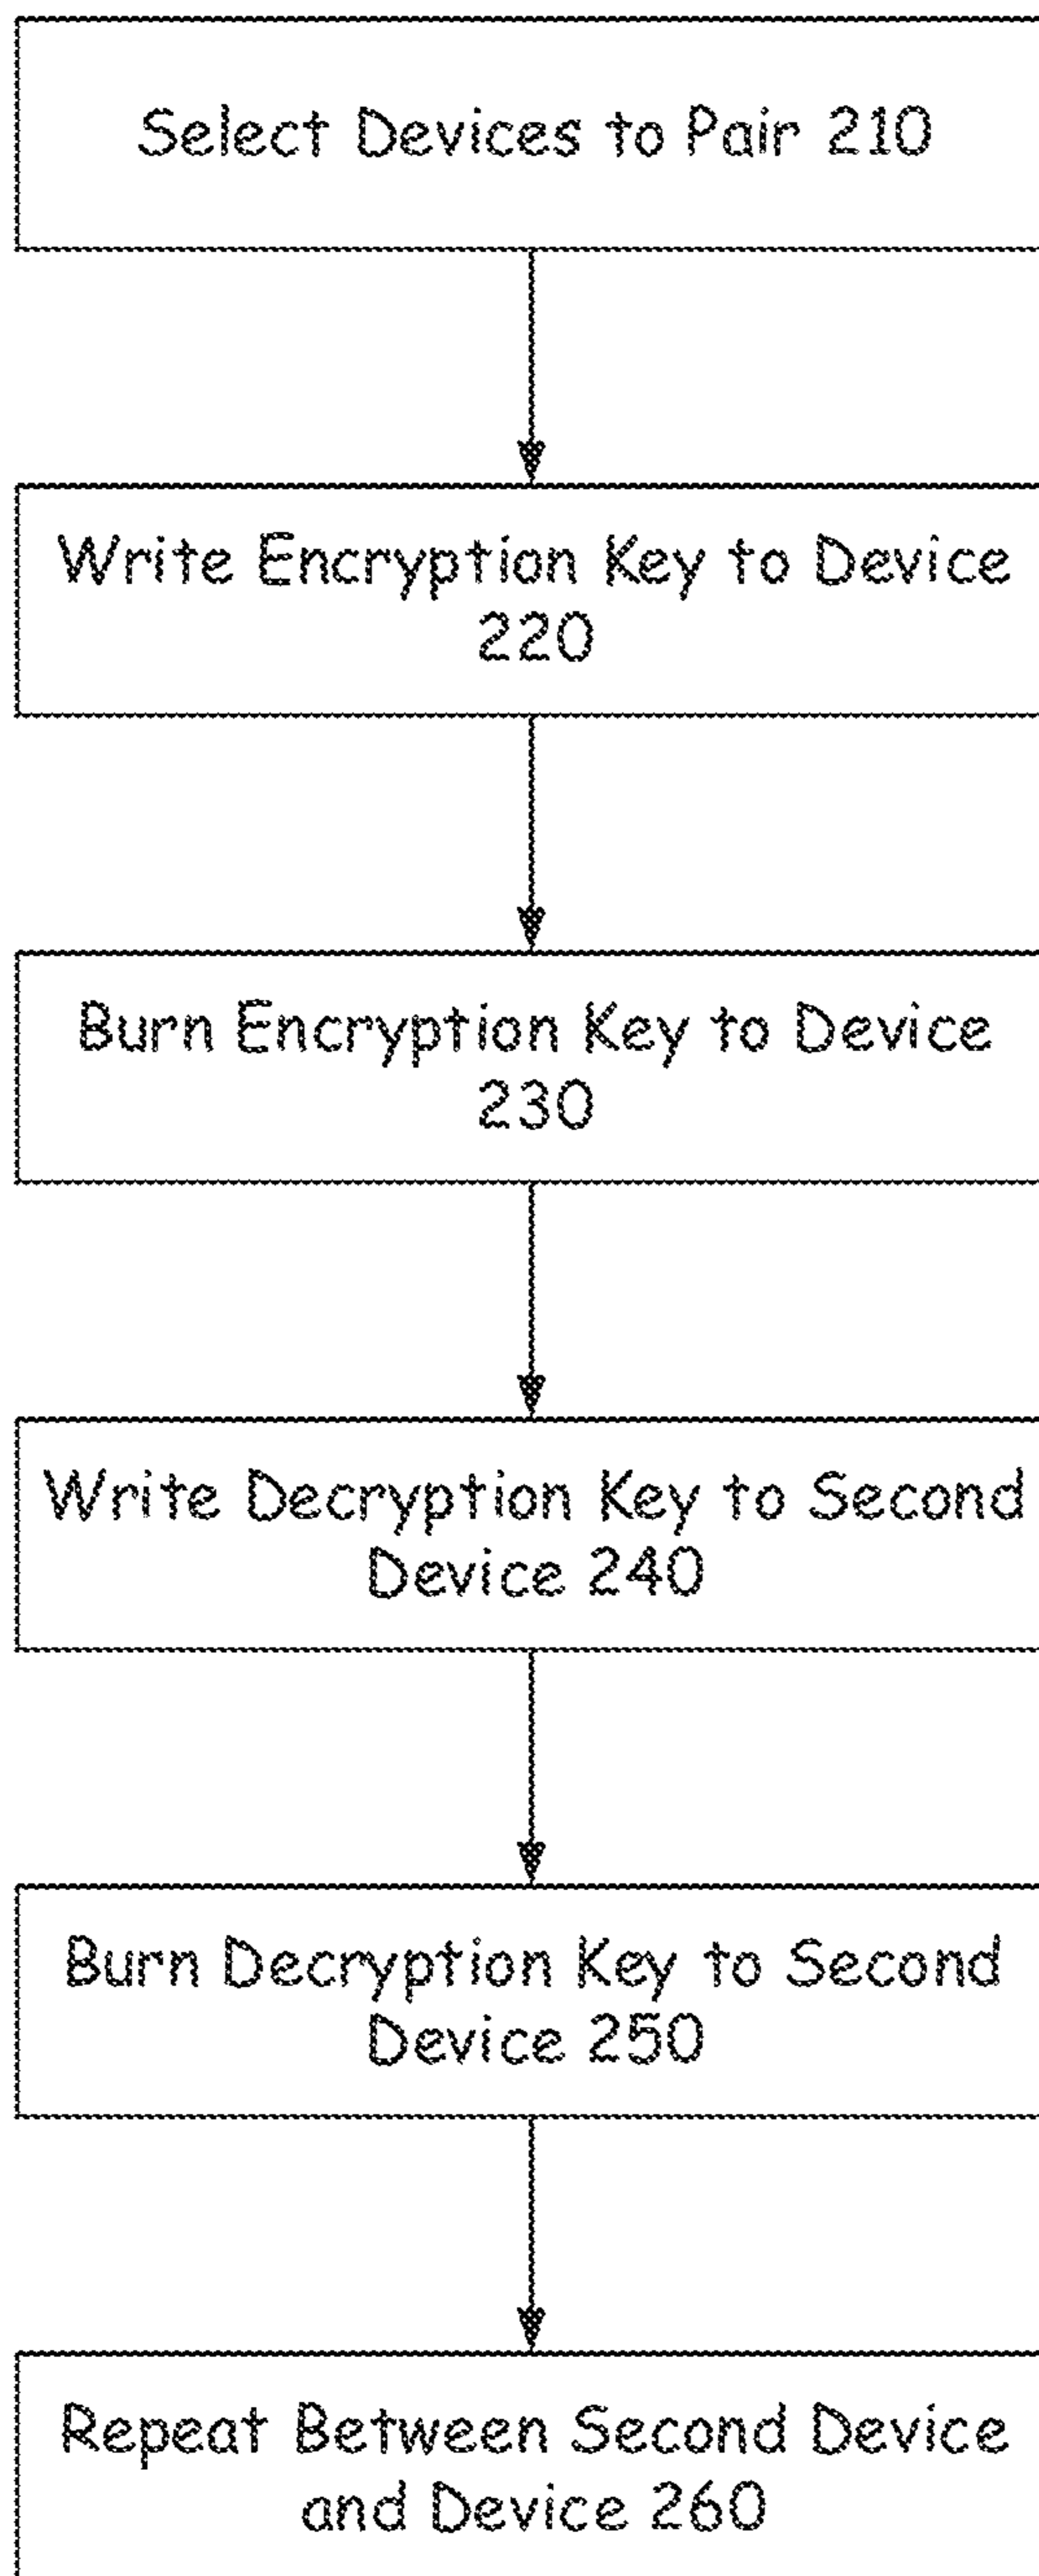 Select Devices to Pair 210
Write Encryption Key to Device
220
Burn Encryption Key to Device
230
Write Decryption Key to Second
Device 240
Burn Decryption Key to Second
Device 250
Repeat Between Second Device
and Device 260